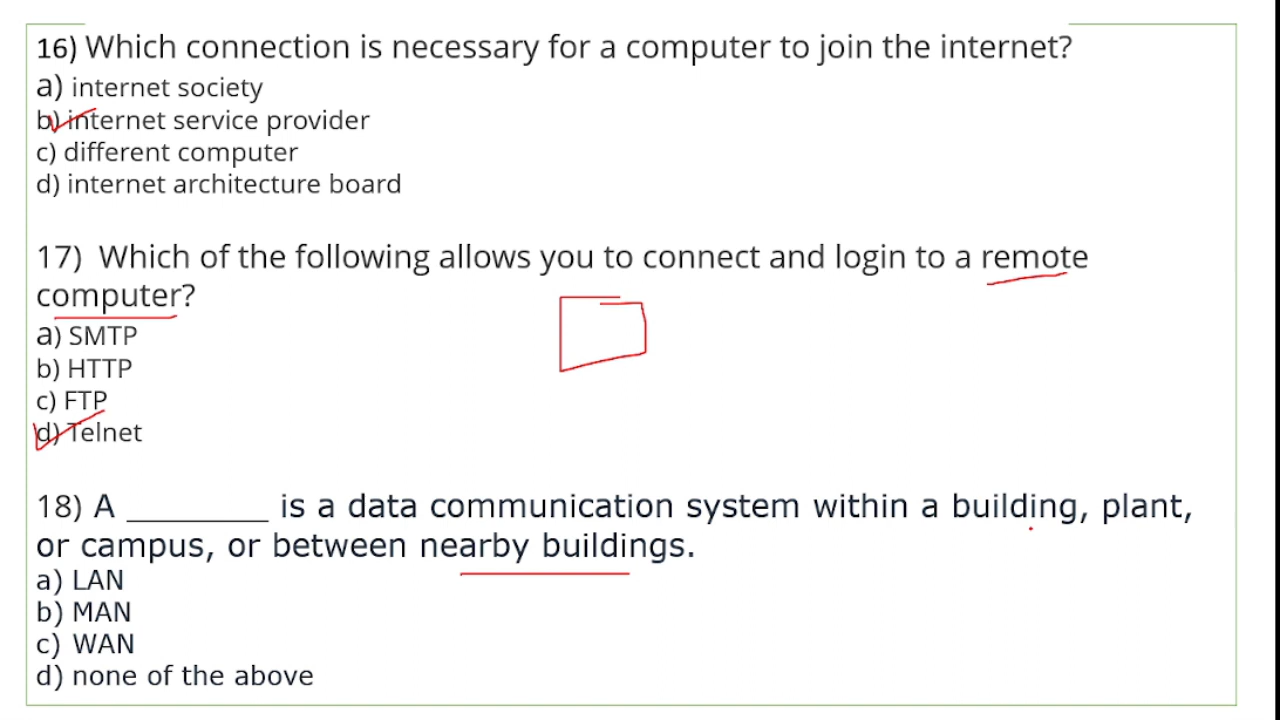 16) Which connection is necessary for a computer to join the internet?
a) internet society
b) internet service provider
c) different computer
d) internet architecture board
17) Which of the following allows you to connect and login to a remote
computer?
a) SMTP
b) HTTP
c) FTP
d) Telnet
18) A ________ is a data communication system within a building, plant,
or campus, or between nearby buildings.
a) LAN
b) MAN
c) WAN
d) none of the above